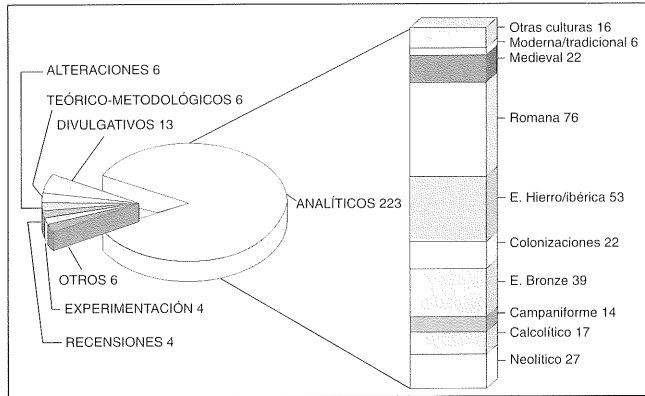 ALTERACIONES 6
TEÓRICO-METODOLÓGICOS 6
DIVULGATIVOS 13
ANALÍTICOS 223
OTROS 6
EXPERIMENTACIÓN 4
RECENSIONES 4
Otras culturas 16
Moderna/tradicional 6
Medieval 22
Romana 76
E. Hierro/ibérica 53
Colonizaciones 22
E. Bronze 39
Campaniforme 14
Calcolítico 17
Neolítico 27